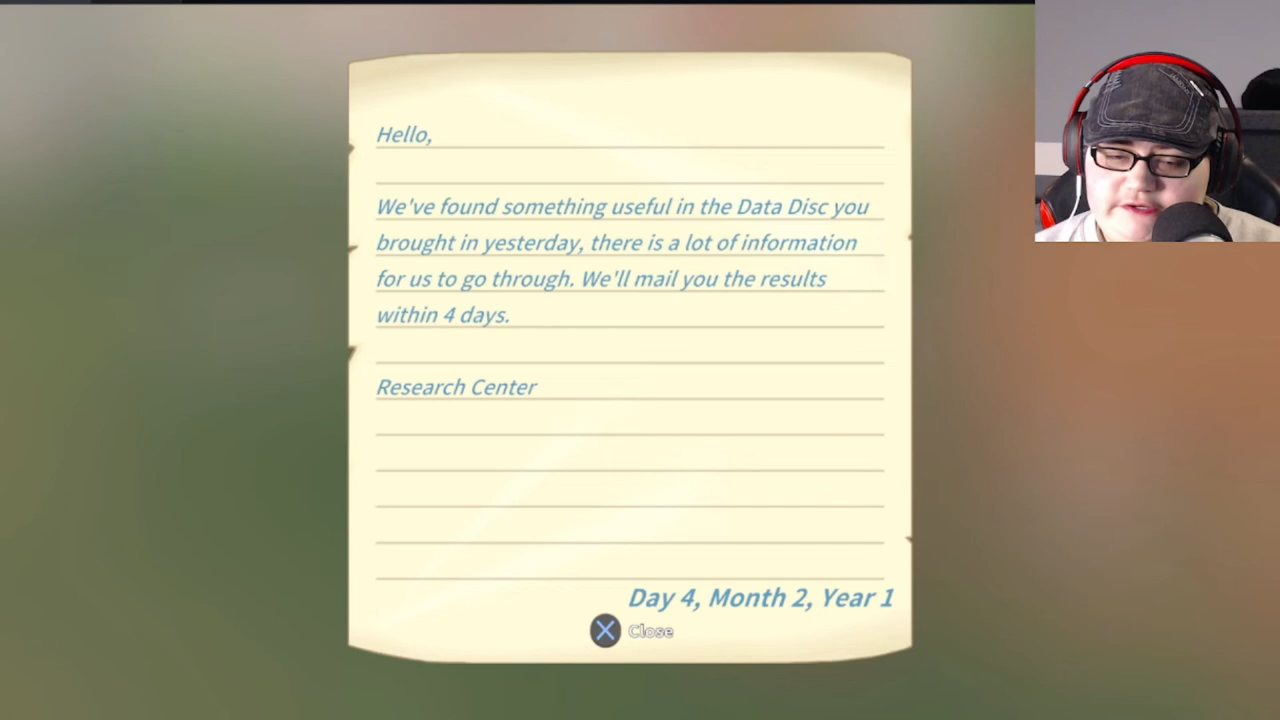 Hello,
We've found something useful in the Data Disc you
brought in yesterday, there is a lot of information
for us to go through. We'll mail you the results
within 4 days.
Research Center
Day 4, Month 2, Year 1
Close